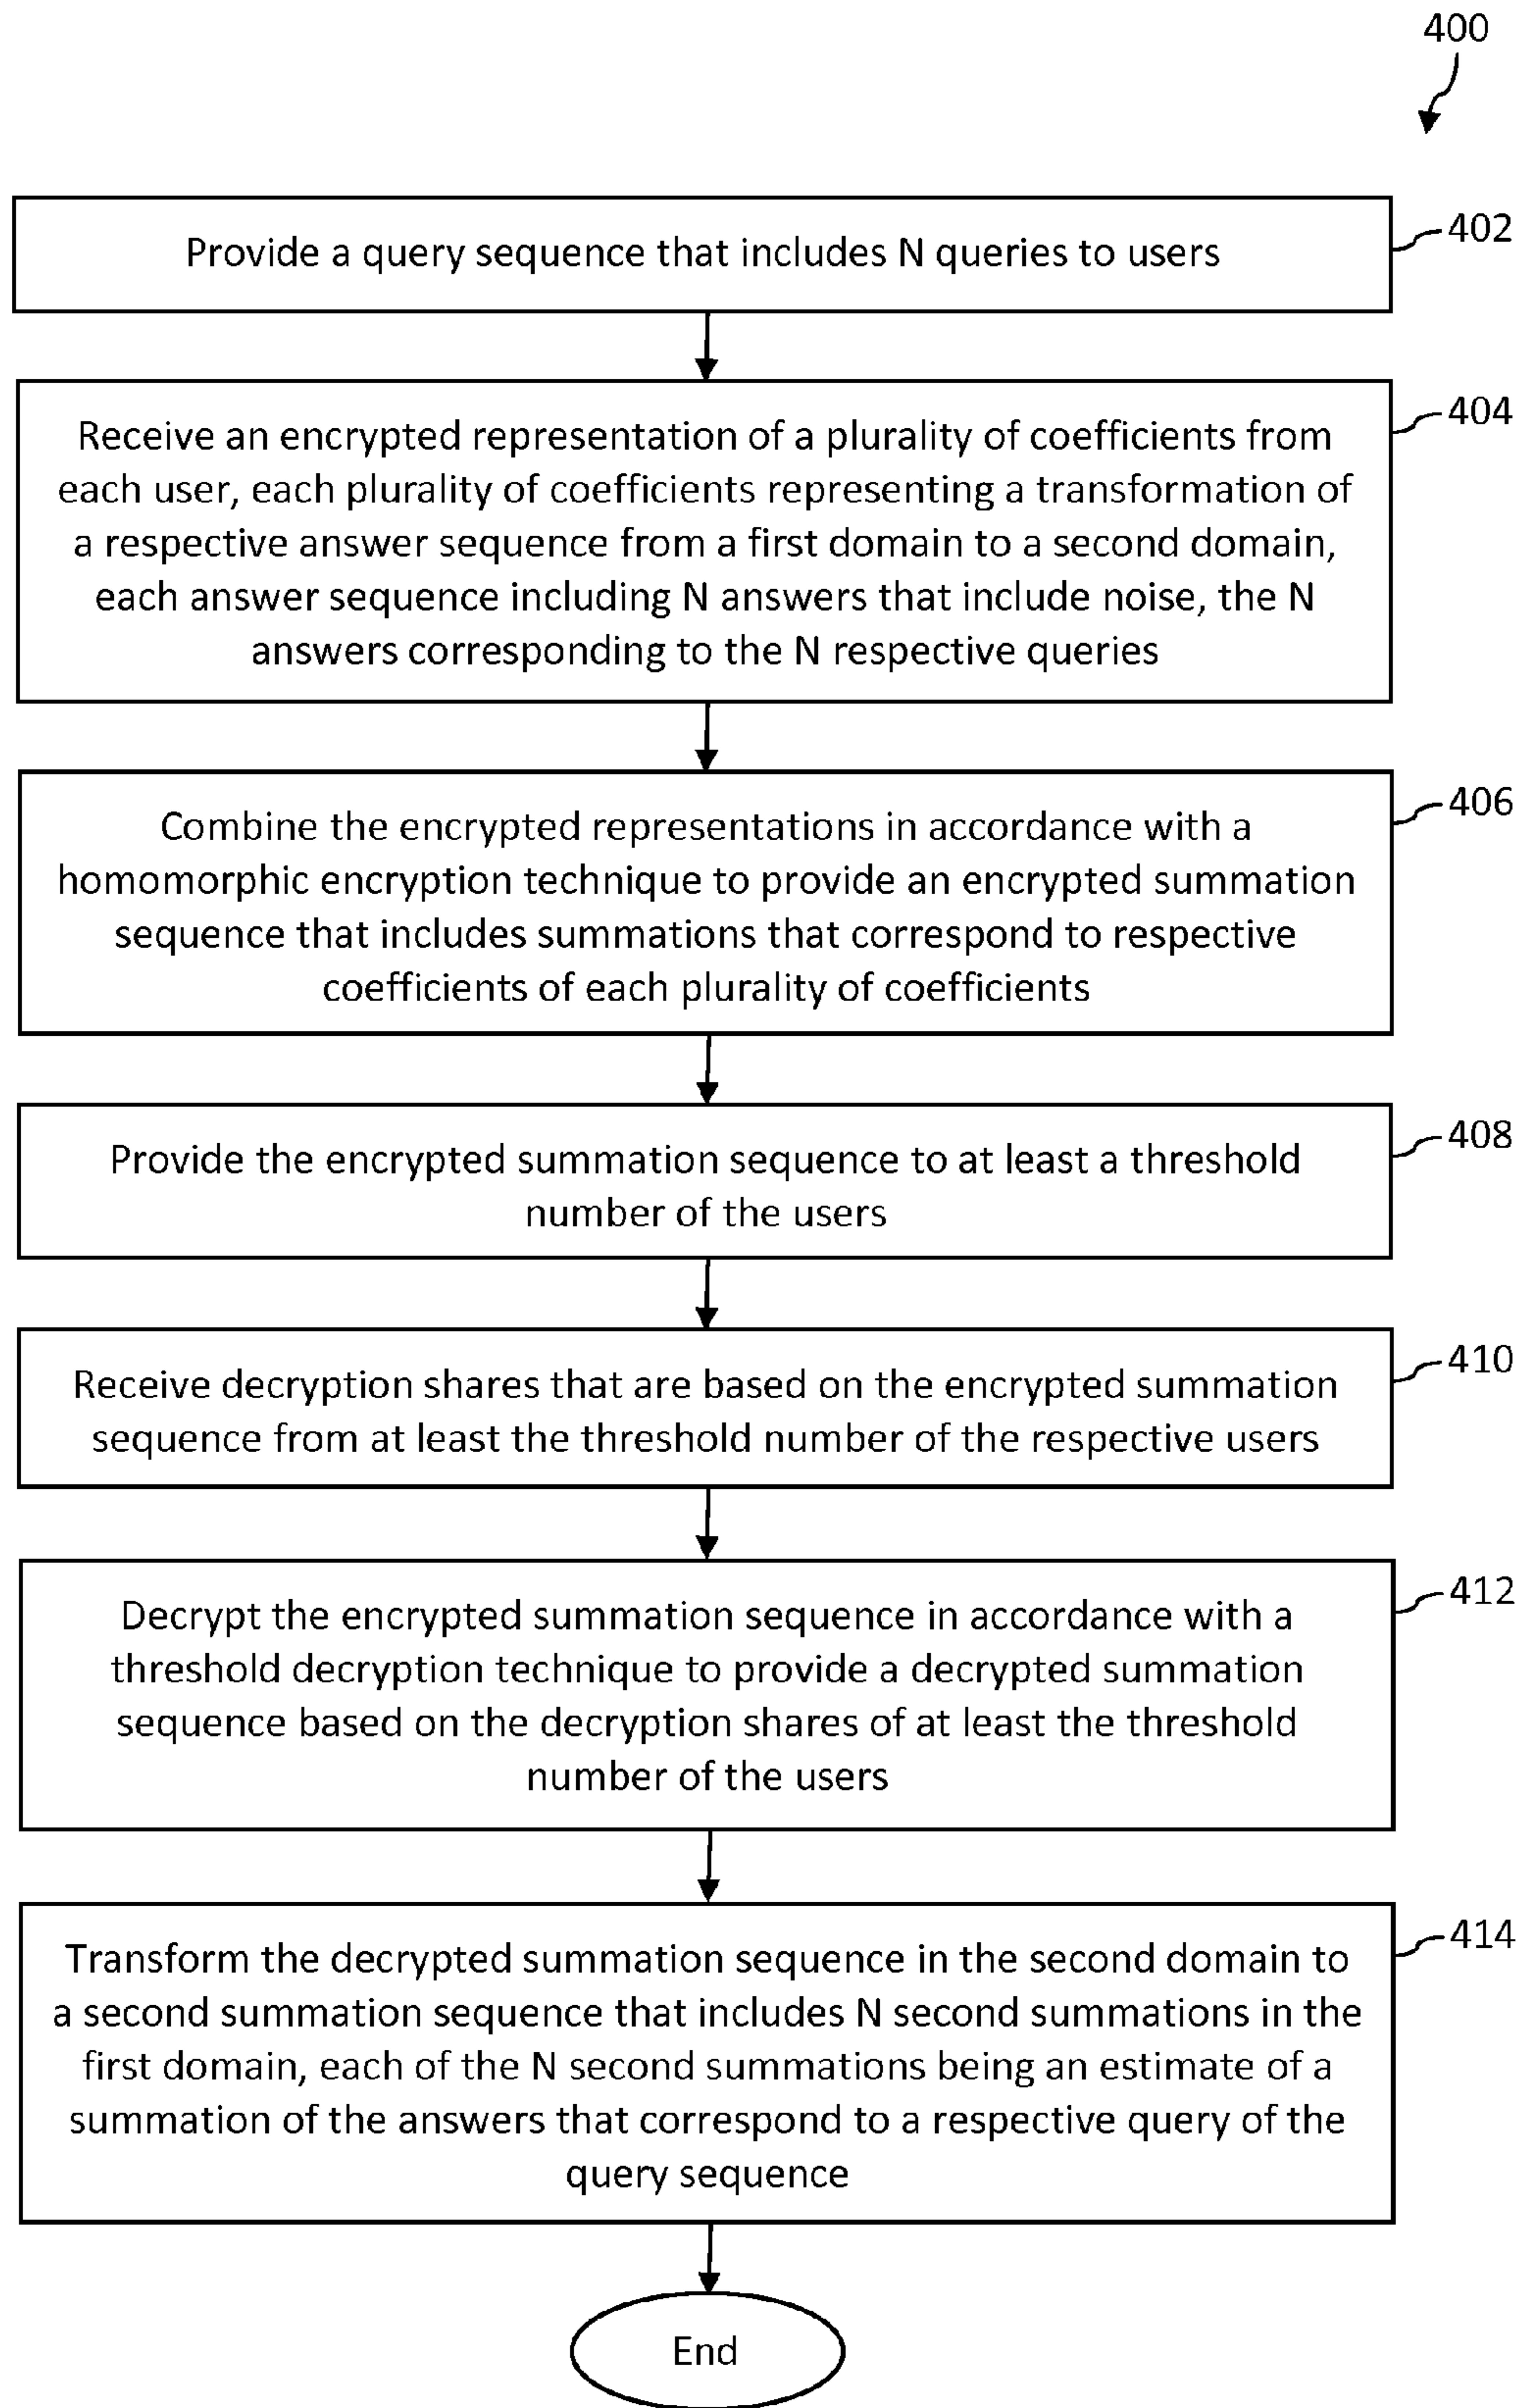 400
Provide a query sequence that includes N queries to users
402
Receive an encrypted representation of a plurality of coefficients from
each user, each plurality of coefficients representing a transformation of
a respective answer sequence from a first domain to a second domain,
each answer sequence including N answers that include noise, the N
answers corresponding to the N respective queries
404
Combine the encrypted representations in accordance with a
homomorphic encryption technique to provide an encrypted summation
sequence that includes summations that correspond to respective
coefficients of each plurality of coefficients
406
Provide the encrypted summation sequence to at least a threshold
number of the users
408
Receive decryption shares that are based on the encrypted summation
sequence from at least the threshold number of the respective users
410
Decrypt the encrypted summation sequence in accordance with a
threshold decryption technique to provide a decrypted summation
sequence based on the decryption shares of at least the threshold
number of the users
412
Transform the decrypted summation sequence in the second domain to
a second summation sequence that includes N second summations in the
first domain, each of the N second summations being an estimate of a
summation of the answers that correspond to a respective query of the
query sequence
414
End